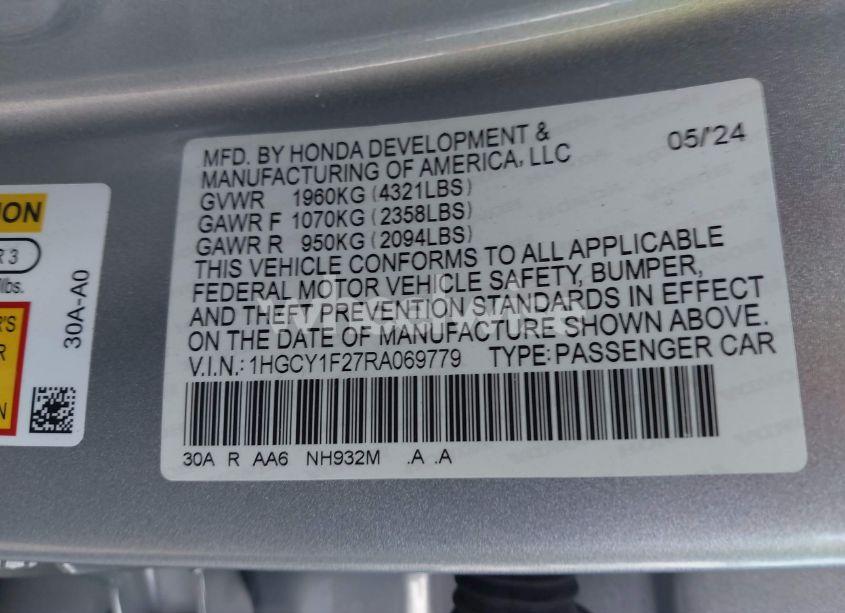 MFD. BY HONDA DEVELOPMENT & 05/'24
MANUFACTURING OF AMERICA, LLC
GVWR 1960KG (4321LBS)
GAWR F 1070KG (2358LBS)
GAWR R 950KG (2094LBS)
THIS VEHICLE CONFORMS TO ALL APPLICABLE
FEDERAL MOTOR VEHICLE SAFETY, BUMPER,
AND THEFT PREVENTION STANDARDS IN EFFECT
ON THE DATE OF MANUFACTURE SHOWN ABOVE.
V.I.N.: 1HGCY1F27RA069779 TYPE: PASSENGER CAR
30A R AA6 NH932M .A .A
30A-A0
R 3
lbs.